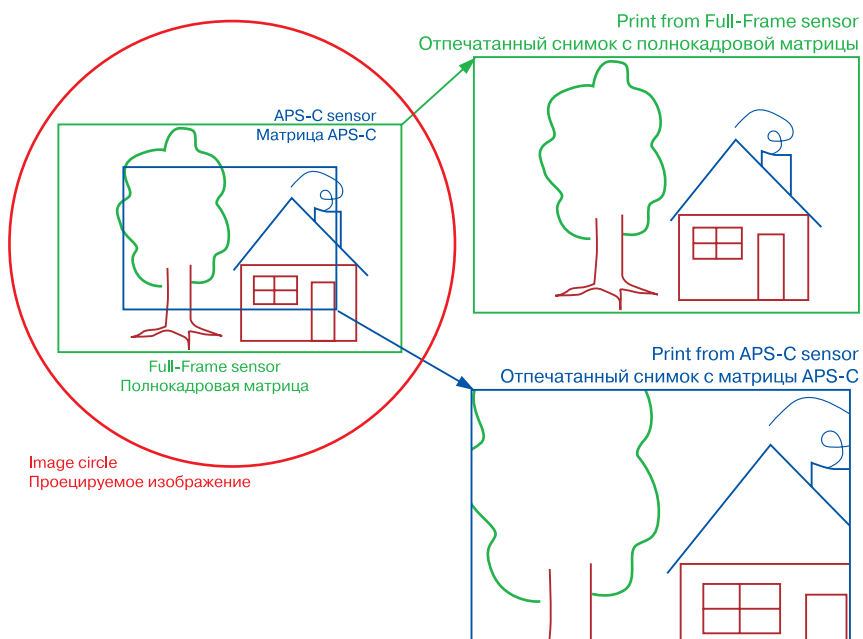 Print from Full-Frame sensor
Отпечатанный снимок с полнокадровой матрицы
APS-C sensor
Матрица APS-C
Full-Frame sensor
Полнокадровая матрица
Print from APS-C sensor
Отпечатанный снимок с матрицы APS-C
Image circle
Проецируемое изображение